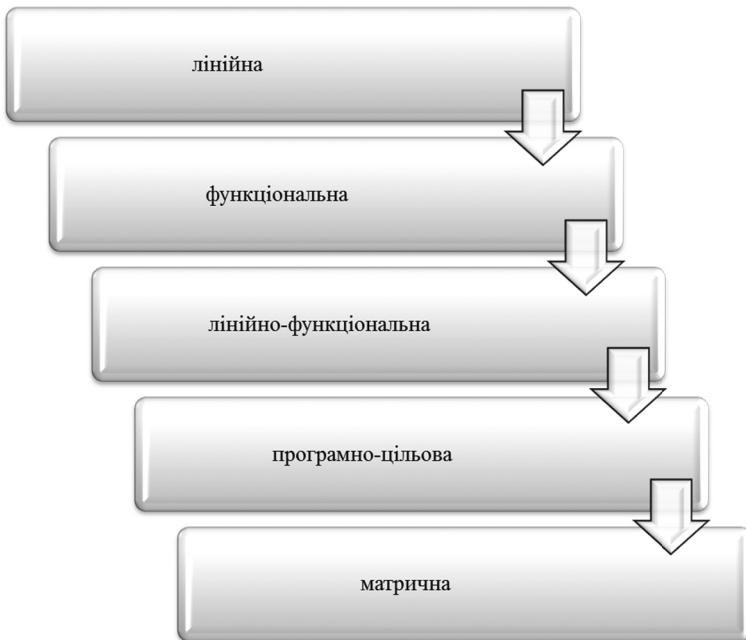 лінійна
функціональна
лінійно-функціональна
програмно-цільова
матрична